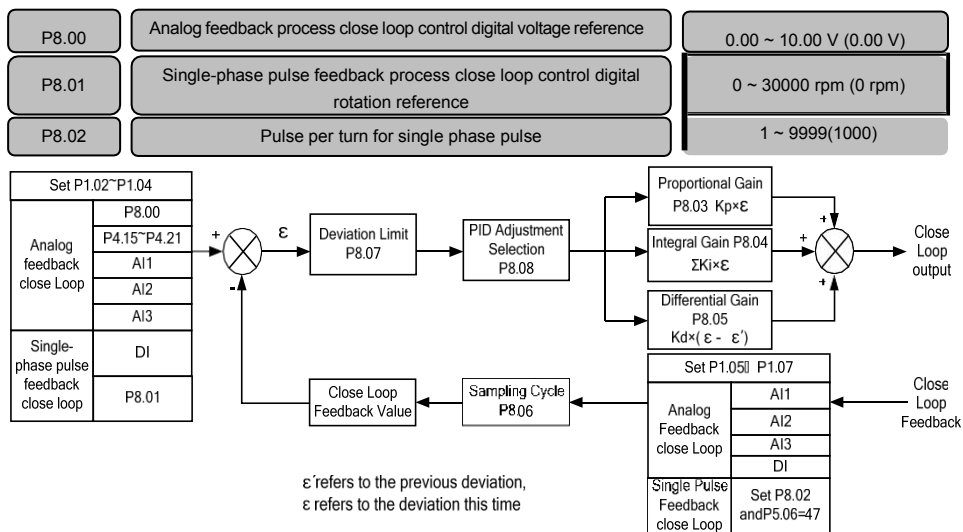 P8.00
Analog feedback process close loop control digital voltage reference
0.00 ~ 10.00 V (0.00 V)
P8.01
Single-phase pulse feedback process close loop control digital
rotation reference
0 ~ 30000 rpm (0 rpm)
P8.02
Pulse per turn for single phase pulse
1 ~ 9999(1000)
Set P1.02~P1.04
Analog
feedback
close Loop
P8.00
P4.15~P4.21
AI1
AI2
AI3
Single-
phase pulse
feedback
close loop
DI
P8.01
+
-
ε
Deviation Limit
P8.07
PID Adjustment
Selection
P8.08
Proportional Gain
P8.03 Kp×ε
Integral Gain P8.04
ΣKi×ε
Differential Gain
P8.05
Kd×( ε - ε′)
+
+
+
Close
Loop
output
Close Loop
Feedback Value
Sampling Cycle
P8.06
Set P1.05 P1.07
Analog
Feedback
close Loop
AI1
AI2
AI3
DI
Single Pulse
Feedback
close Loop
Set P8.02
andP5.06=47
Close
Loop
Feedback
ε′refers to the previous deviation,
ε refers to the deviation this time